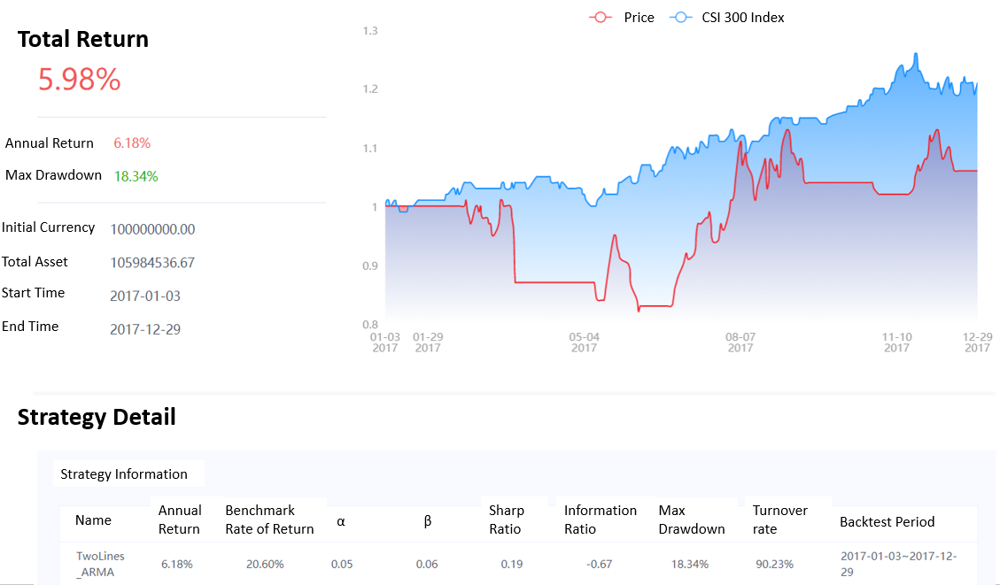 Total Return
5.98%
Annual Return 6.18%
Max Drawdown 18.34%
Initial Currency 100000000.00
Total Asset 105984536.67
Start Time 2017-01-03
End Time 2017-12-29
Price CSI 300 Index
1.3
1.2
1.1
1
0.9
0.8
01-03 01-29 05-04 08-07 11-10 12-29
2017 2017 2017 2017 2017 2017
Strategy Detail
Strategy Information
Name
Annual
Return
Benchmark
Rate of Return
α
β
Sharp
Ratio
Information
Ratio
Max
Drawdown
Turnover
rate
Backtest Period
TwoLines
_ARMA
6.18%
20.60%
0.05
0.06
0.19
-0.67
18.34%
90.23%
2017-01-03~2017-12-
29